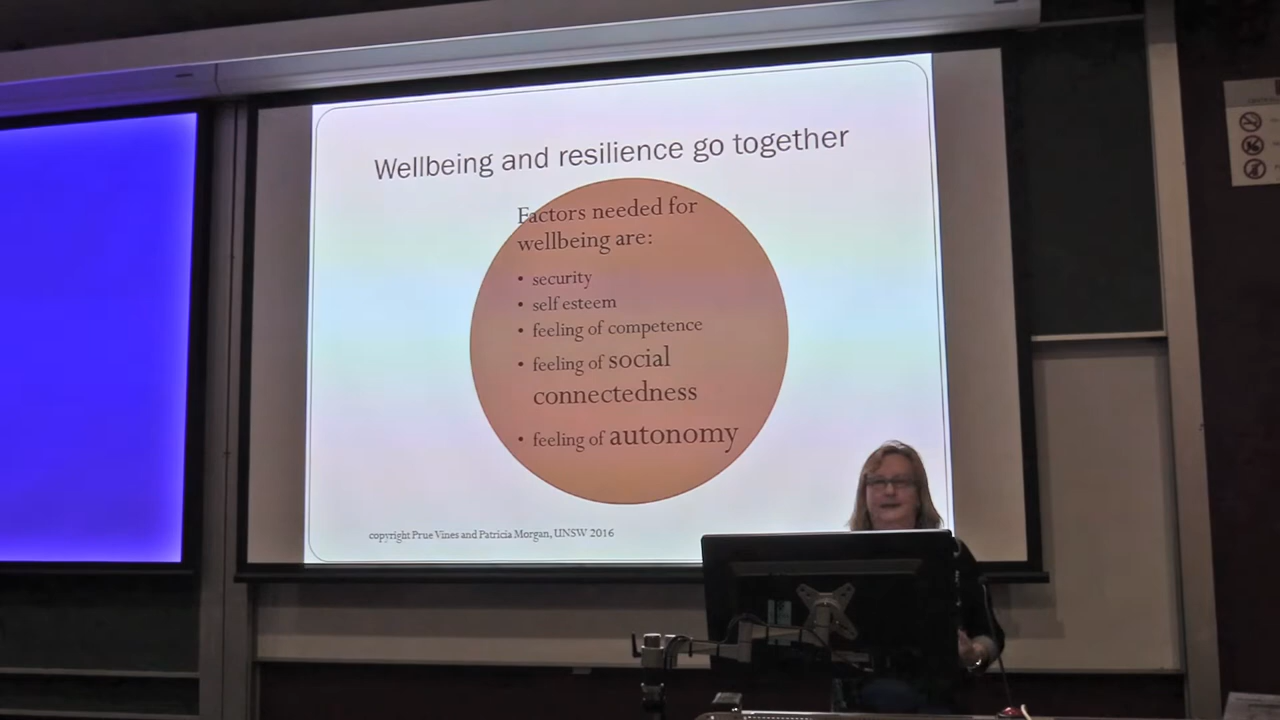 Wellbeing and resilience go together
Factors needed for
wellbeing are:
• security
• self esteem
• feeling of competence
• feeling of social
connectedness
• feeling of autonomy
copyright Prue Vines and Patricia Morgan, UNSW 2016